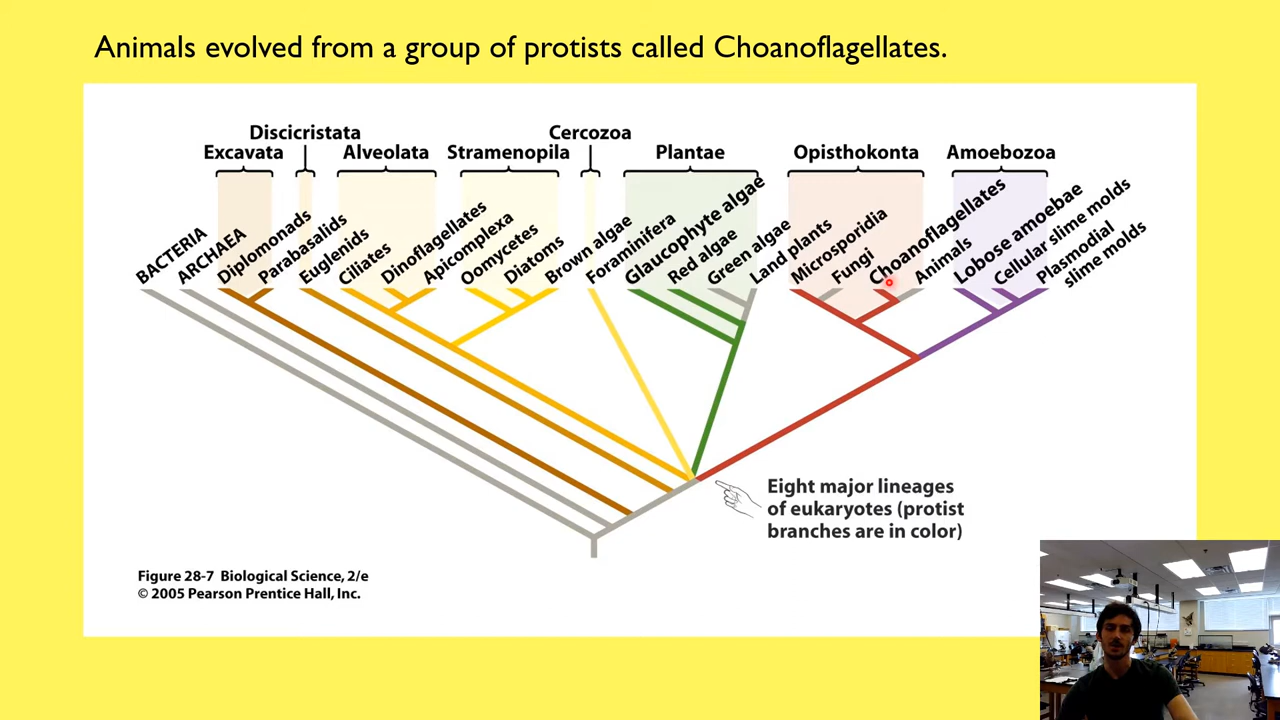 Animals evolved from a group of protists called Choanoflagellates.
Discicristata
Cercozoa
Excavata
Alveolata
Stramenopila
Plantae
Opisthokonta
Amoebozoa
BACTERIA
ARCHAEA
Diplomonds
Parabasalids
Euglenids
Ciliates
Dinoflagellates
Apicomplexa
Oomycetes
Diatoms
Brown algae
Foraminifera
Glaucophyte algae
Red algae
Green algae
Land plants
Microsporidia
Fungi
Choanoflagellates
Animals
Lobose amoebae
Cellular slime molds
Plasmodial
slime molds
Eight major lineages
of eukaryotes (protist
branches are in color)
Figure 28-7 Biological Science, 2/e
© 2005 Pearson Prentice Hall, Inc.